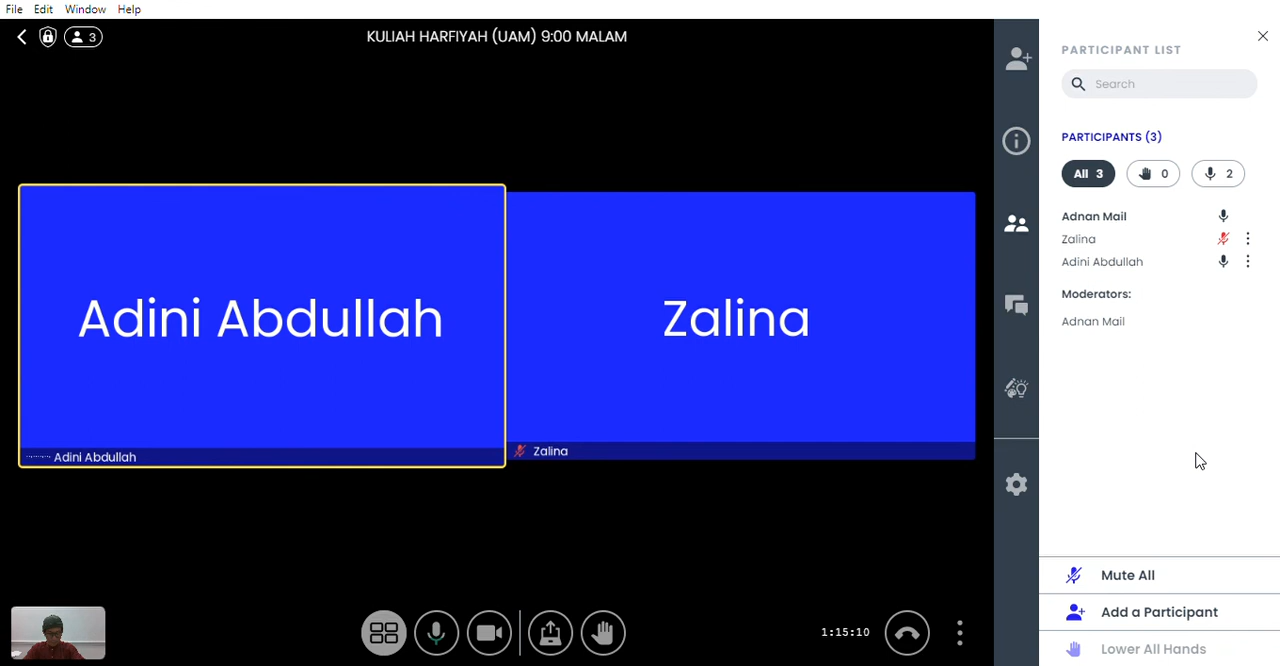 File Edit Window Help
3
KULIAH HARFIYAH (UAM) 9:00 MALAM
Adini Abdullah
Zalina
Adini Abdullah
Zalina
1:15:10
PARTICIPANT LIST
Search
PARTICIPANTS (3)
All 3 0 2
Adnan Mail
Zalina
Adini Abdullah
Moderators:
Adnan Mail
Mute All
Add a Participant
Lower All Hands